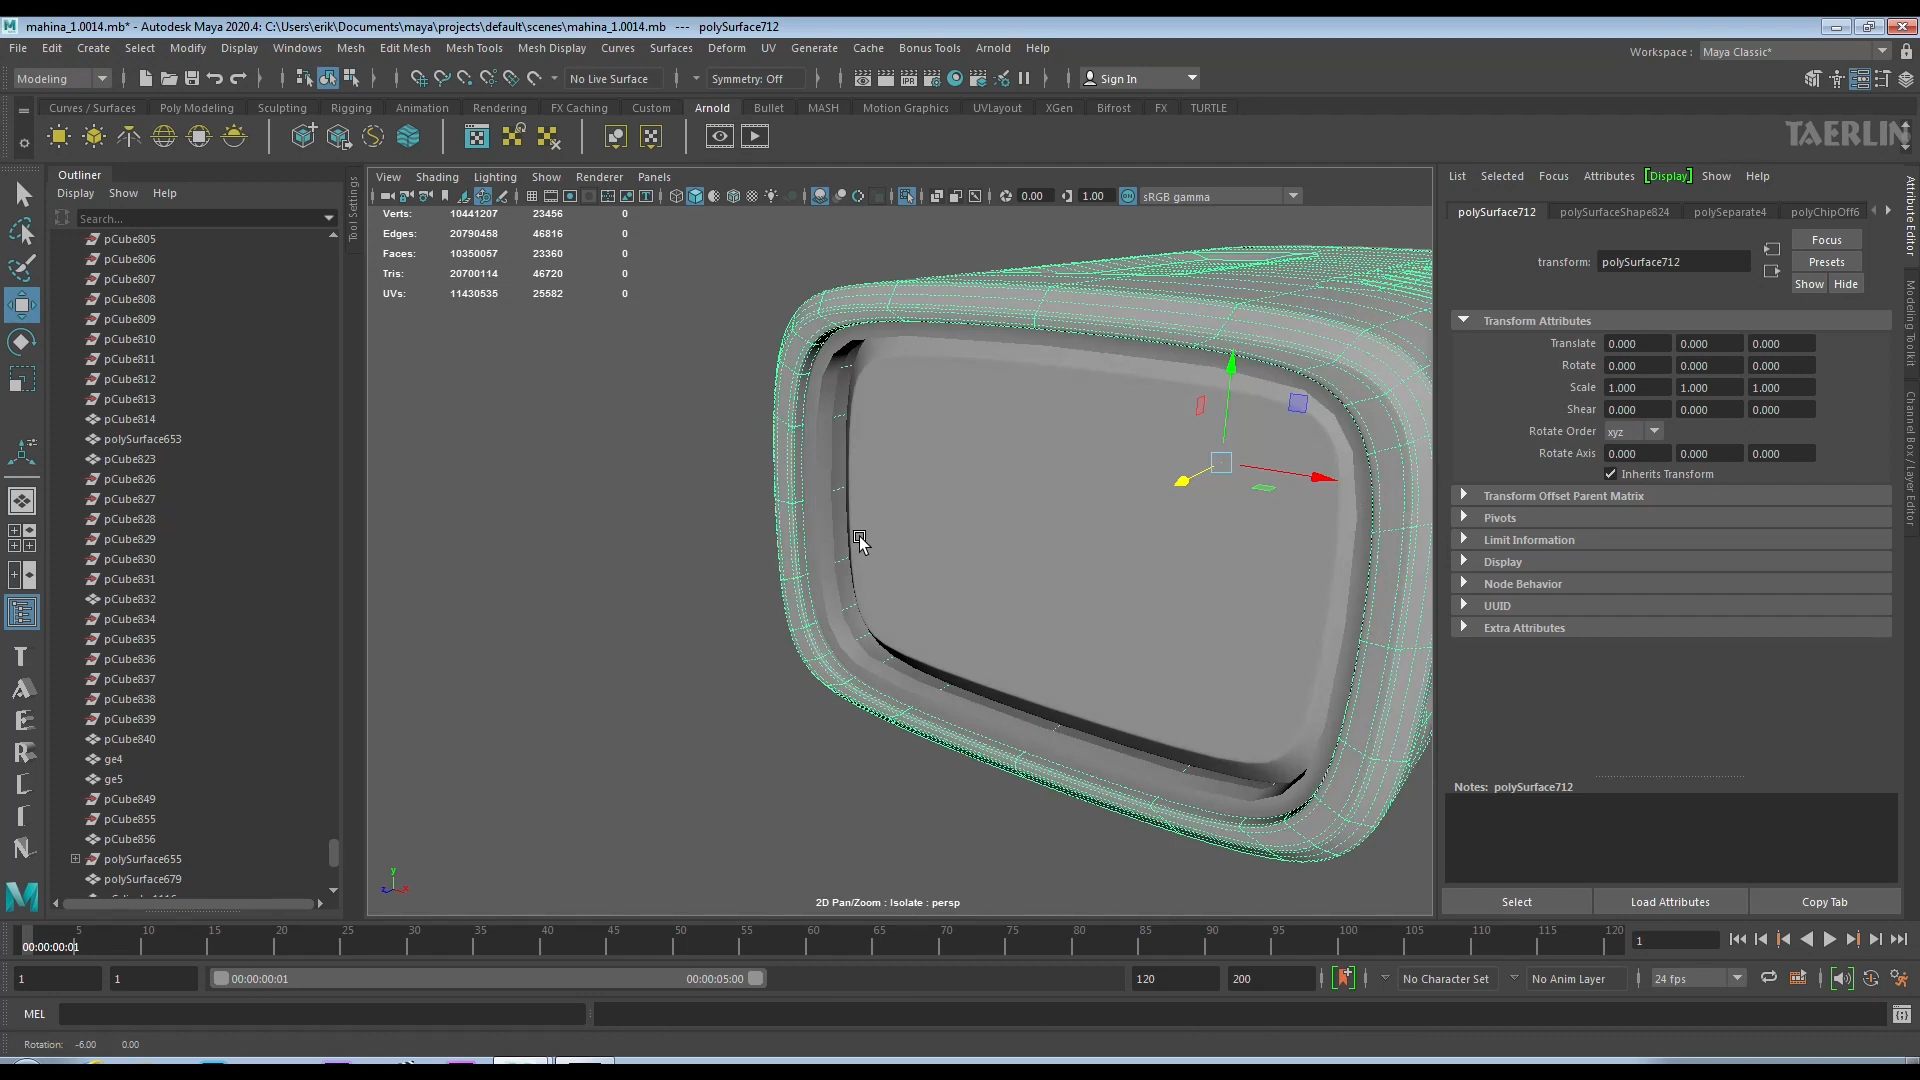 mahina_1.0014.mb* - Autodesk Maya 2020.4: C:\Users\erik\Documents\maya\projects\default\scenes\mahina_1.0014.mb --- polySurface712
File Edit Create Select Modify Display Windows Mesh Edit Mesh Mesh Tools Mesh Display Curves Surfaces Deform UV Generate Cache Bonus Tools Arnold Help
Workspace : Maya Classic*
Modeling No Live Surface Symmetry: Off Sign In
Curves / Surfaces Poly Modeling Sculpting Rigging Animation Rendering FX Caching Custom Arnold Bullet MASH Motion Graphics UVLayout XGen Bifrost FX TURTLE
TAERLIN
Outliner
Display Show Help
Search...
pCube805
pCube806
pCube807
pCube808
pCube809
pCube810
pCube811
pCube812
pCube813
pCube814
polySurface653
pCube823
pCube826
pCube827
pCube828
pCube829
pCube830
pCube831
pCube832
pCube834
pCube835
pCube836
pCube837
pCube838
pCube839
pCube840
ge4
ge5
pCube849
pCube855
pCube856
polySurface655
polySurface679
Tool Settings
View Shading Lighting Show Renderer Panels
0.00 1.00 sRGB gamma
Verts: 10441207 23456 0
Edges: 20790458 46816 0
Faces: 10350057 23360 0
Tris: 20700114 46720 0
UVs: 11430535 25582 0
y
z x
2D Pan/Zoom : Isolate : persp
List Selected Focus Attributes [Display] Show Help
polySurface712 polySurfaceShape824 polySeparate4 polyChipOff6
Focus
transform: polySurface712
Presets
Show Hide
Transform Attributes
Translate 0.000 0.000 0.000
Rotate 0.000 0.000 0.000
Scale 1.000 1.000 1.000
Shear 0.000 0.000 0.000
Rotate Order xyz
Rotate Axis 0.000 0.000 0.000
Inherits Transform
Transform Offset Parent Matrix
Pivots
Limit Information
Display
Node Behavior
UUID
Extra Attributes
Notes: polySurface712
Select Load Attributes Copy Tab
Attribute Editor
Modeling Toolkit
Channel Box / Layer Editor
5 10 15 20 25 30 35 40 45 50 55 60 65 70 75 80 85 90 95 100 105 110 115 120
00:00:00:01
1
1 1 00:00:00:01 00:00:05:00 120 200 No Character Set No Anim Layer 24 fps
MEL
Rotation: -6.00 0.00